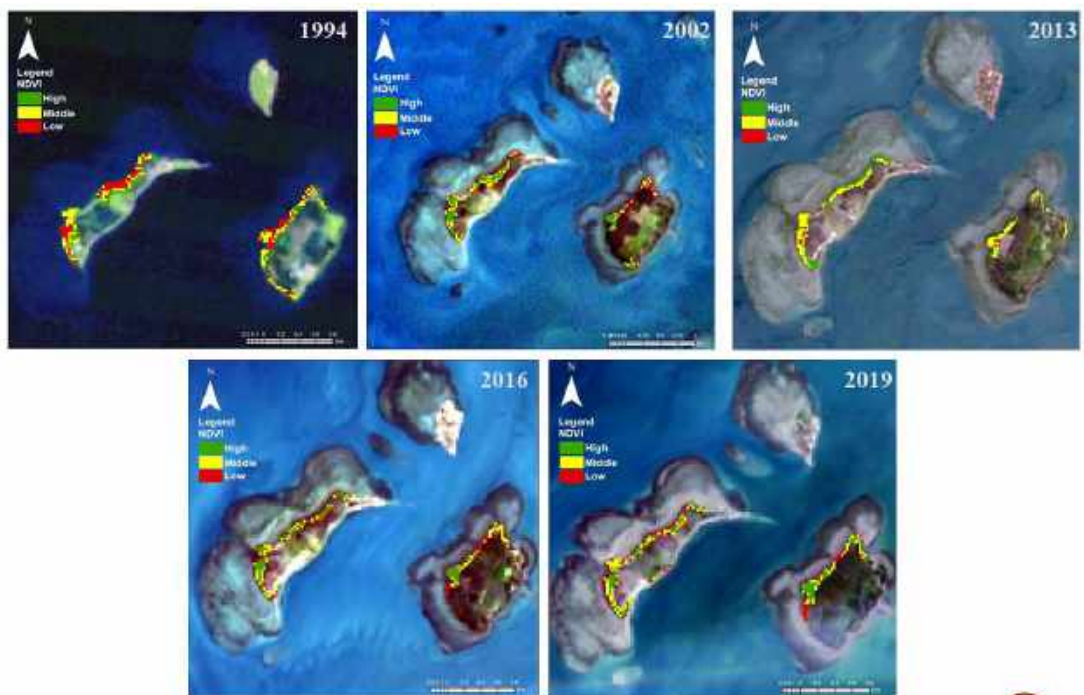 1994
N
Legend
NDVI
High
Middle
Low
2002
N
Legend
NDVI
High
Middle
Low
2013
N
Legend
NDVI
High
Middle
Low
2016
N
Legend
NDVI
High
Middle
Low
2019
N
Legend
NDVI
High
Middle
Low